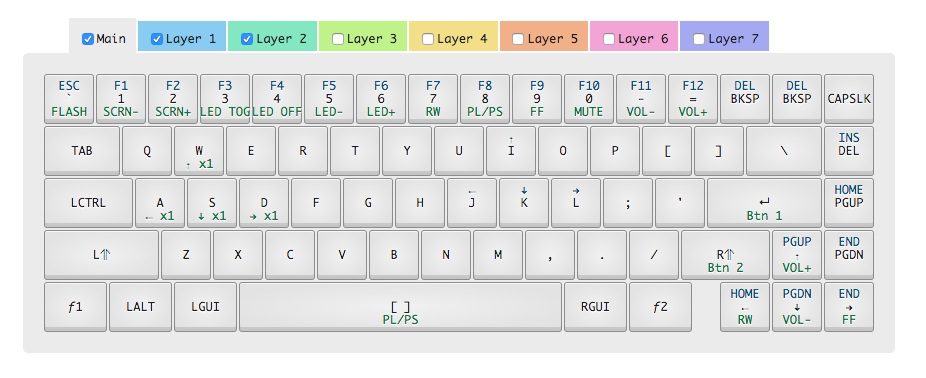 Main Layer 1 Layer 2 Layer 3 Layer 4 Layer 5 Layer 6 Layer 7
ESC F1 F2 F3 F4 F5 F6 F7 F8 F9 F10 F11 F12 DEL DEL
` 1 2 3 4 5 6 7 8 9 0 - = BKSP BKSP CAPSLK
FLASH SCRN- SCRN+ LED TOG LED OFF LED- LED+ RW PL/PS FF MUTE VOL- VOL+
↑ INS
TAB Q W E R T Y U I O P [ ] \ DEL
↑ x1
← ↓ → HOME
LCTRL A S D F G H J K L ; ' ↵ PGUP
← x1 ↓ x1 → x1 Btn 1
PGUP END
L⇑ Z X C V B N M , . / R⇑ ↑ PGDN
Btn 2 VOL+
HOME PGDN END
ƒ1 LALT LGUI [ ] RGUI ƒ2 ← ↓ →
PL/PS RW VOL- FF